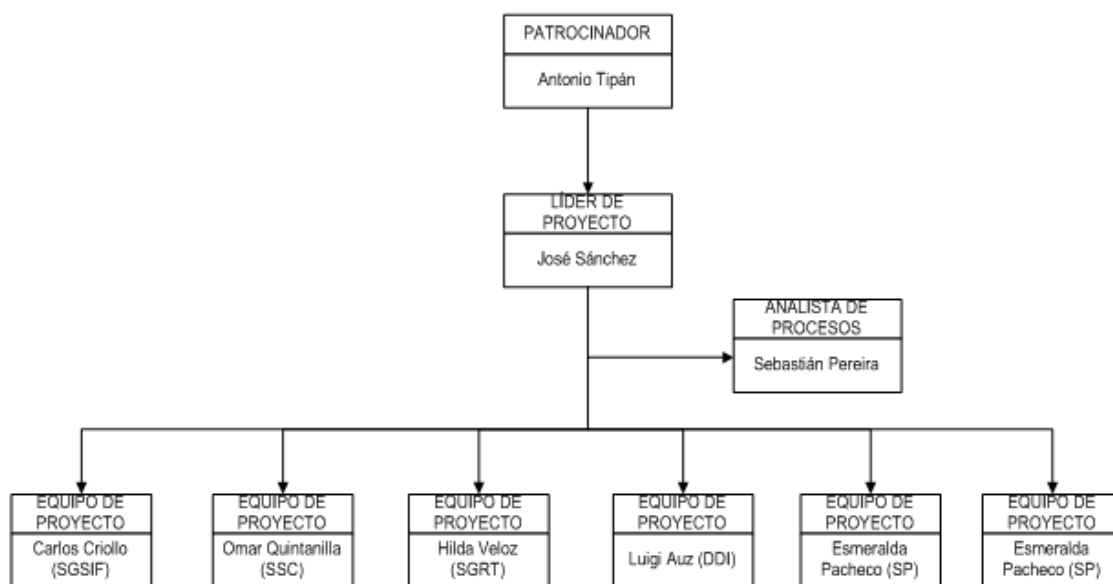 PATROCINADOR
Antonio Tipán
LÍDER DE
PROYECTO
José Sánchez
ANALISTA DE
PROCESOS
Sebastián Pereira
EQUIPO DE
PROYECTO
Carlos Criollo
(SGSIF)
EQUIPO DE
PROYECTO
Omar Quintanilla
(SSC)
EQUIPO DE
PROYECTO
Hilda Veloz
(SGRT)
EQUIPO DE
PROYECTO
Luigi Auz (DDI)
EQUIPO DE
PROYECTO
Esmeralda
Pacheco (SP)
EQUIPO DE
PROYECTO
Esmeralda
Pacheco (SP)